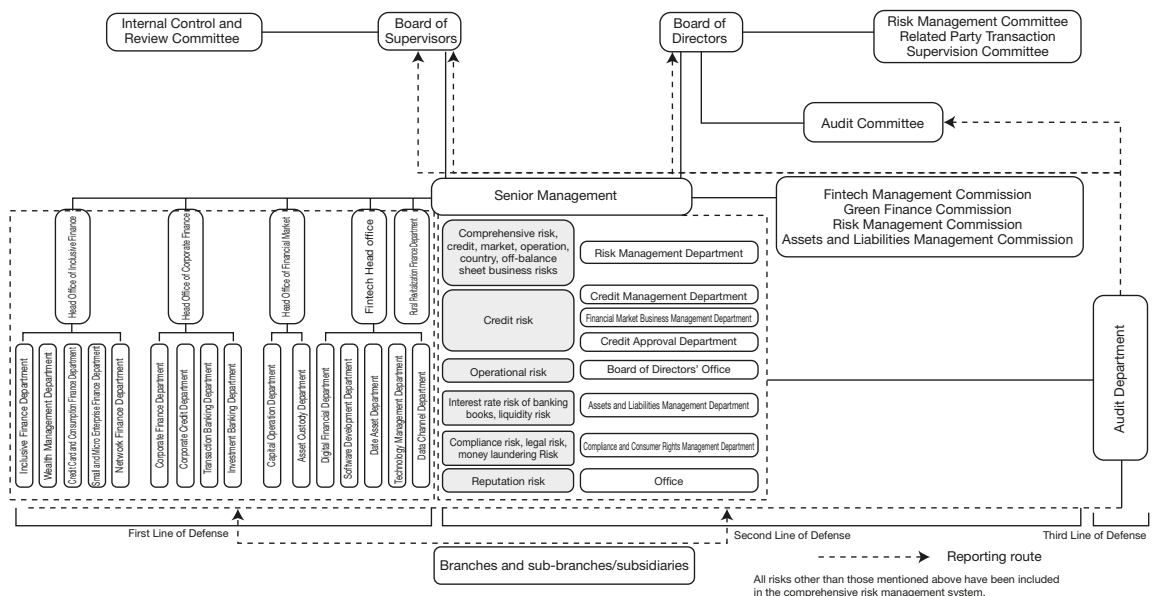 Internal Control and
Review Committee
Board of
Supervisors
Board of
Directors
Risk Management Committee
Related Party Transaction
Supervision Committee
Audit Committee
Senior Management
Fintech Management Commission
Green Finance Commission
Risk Management Commission
Assets and Liabilities Management Commission
Head Office of Inclusive Finance
Head Office of Corporate Finance
Head Office of Financial Market
Fintech Head office
Rural Revitalization Finance Department
Inclusive Finance Department
Wealth Management Department
Credit Card and Consumption Finance Department
Small and Micro Enterprise Finance Department
Network Finance Department
Corporate Finance Department
Corporate Credit Department
Transaction Banking Department
Investment Banking Department
Capital Operation Department
Asset Custody Department
Digital Financial Department
Software Development Department
Date Asset Department
Technology Management Department
Data Channel Department
Comprehensive risk,
credit, market, operation,
country, off-balance
sheet business risks
Risk Management Department
Credit risk
Credit Management Department
Financial Market Business Management Department
Credit Approval Department
Operational risk
Board of Directors' Office
Interest rate risk of banking
books, liquidity risk
Assets and Liabilities Management Department
Compliance risk, legal risk,
money laundering Risk
Compliance and Consumer Rights Management Department
Reputation risk
Office
Audit Department
First Line of Defense
Second Line of Defense
Third Line of Defense
Branches and sub-branches/subsidiaries
Reporting route
All risks other than those mentioned above have been included
in the comprehensive risk management system.